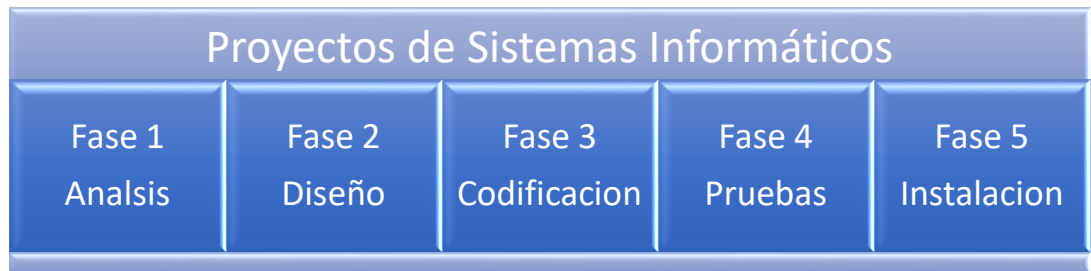 Proyectos de Sistemas Informáticos
Fase 1
Analsis
Fase 2
Diseño
Fase 3
Codificacion
Fase 4
Pruebas
Fase 5
Instalacion